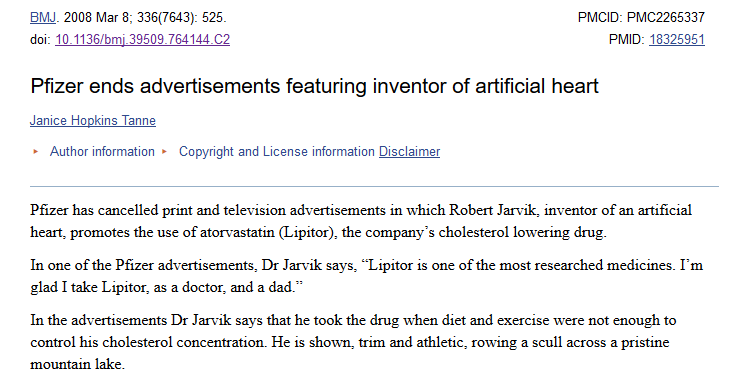 BMJ. 2008 Mar 8; 336(7643): 525.
PMCID: PMC2265337
doi: 10.1136/bmj.39509.764144.C2
PMID: 18325951
Pfizer ends advertisements featuring inventor of artificial heart
Janice Hopkins Tanne
▸ Author information ▸ Copyright and License information Disclaimer
Pfizer has cancelled print and television advertisements in which Robert Jarvik, inventor of an artificial
heart, promotes the use of atorvastatin (Lipitor), the company’s cholesterol lowering drug.
In one of the Pfizer advertisements, Dr Jarvik says, “Lipitor is one of the most researched medicines. I’m
glad I take Lipitor, as a doctor, and a dad.”
In the advertisements Dr Jarvik says that he took the drug when diet and exercise were not enough to
control his cholesterol concentration. He is shown, trim and athletic, rowing a scull across a pristine
mountain lake.